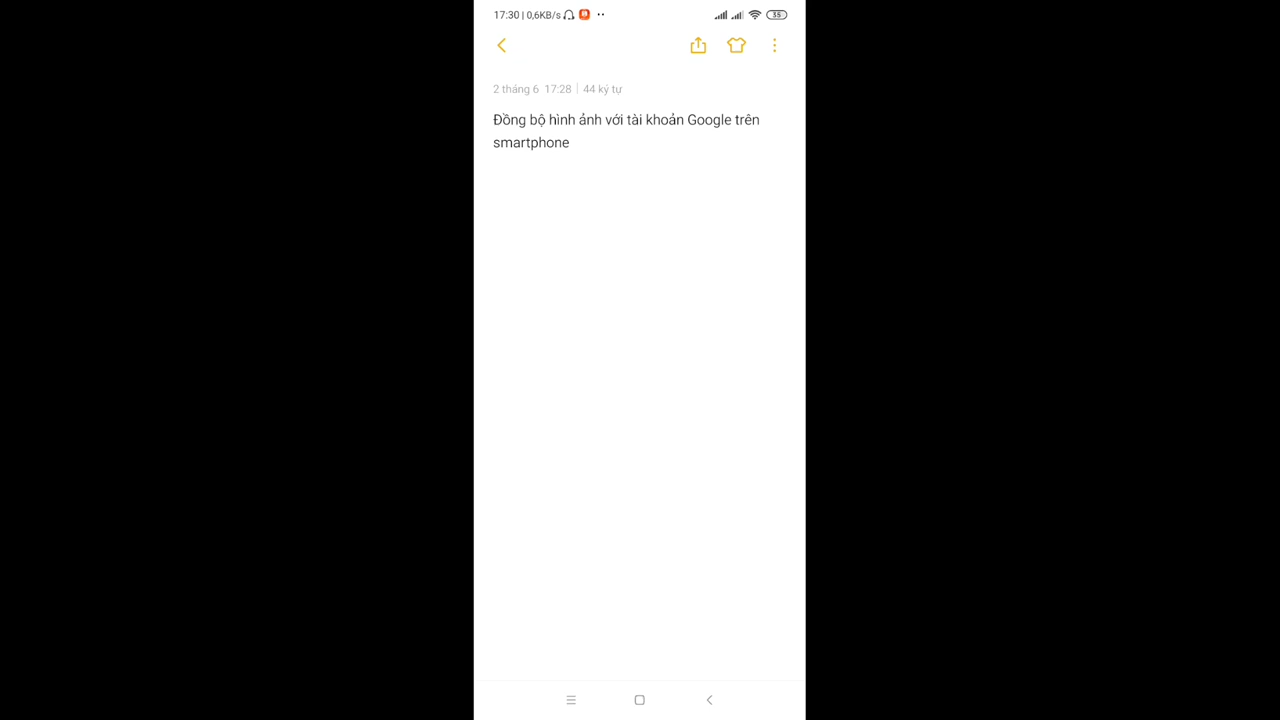 17:30 | 0,6KB/s 35
2 tháng 6 17:28 | 44 ký tự
Đồng bộ hình ảnh với tài khoản Google trên
smartphone